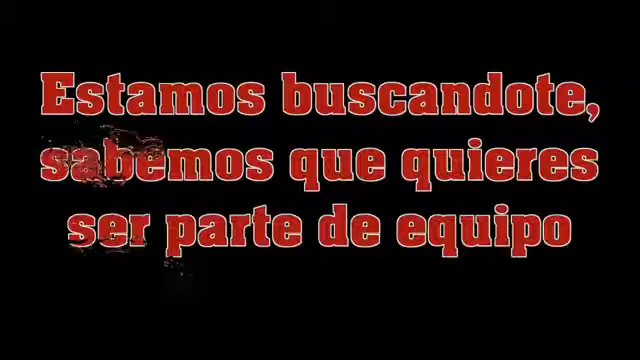 Estamos buscandote,
sabemos que quieres
ser parte de equipo